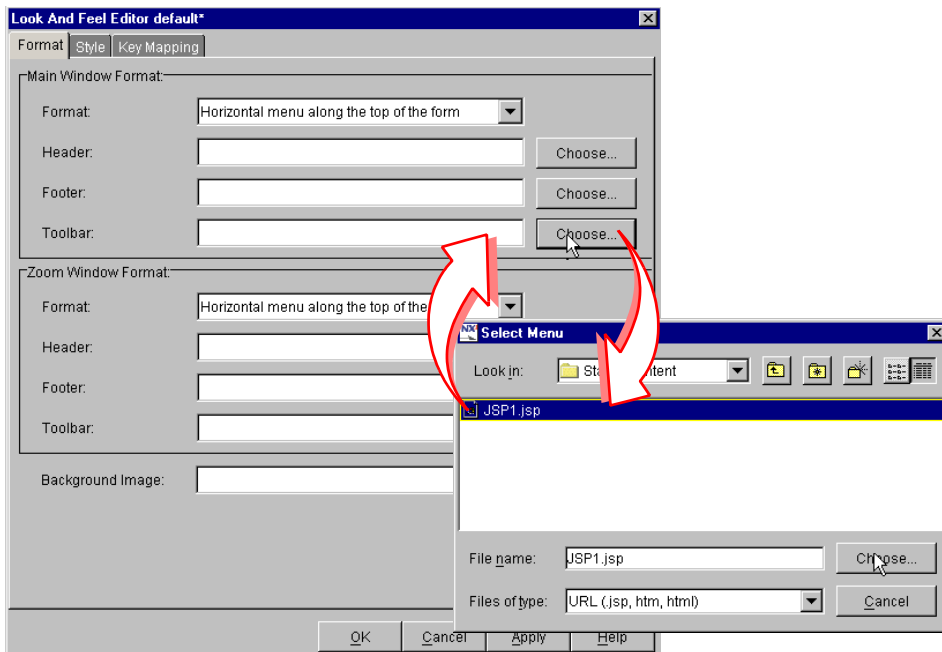 Look And Feel Editor default*
Format Style Key Mapping
Main Window Format:
Format: Horizontal menu along the top of the form
Header: Choose...
Footer: Choose...
Toolbar: Choose...
Zoom Window Format:
Format: Horizontal menu along the top of the
Header:
Footer:
Toolbar:
Background Image:
OK Cancel Apply Help
NX Select Menu
Look in:
JSP1.jsp
File name: JSP1.jsp Choose...
Files of type: URL (.jsp, htm, html) Cancel